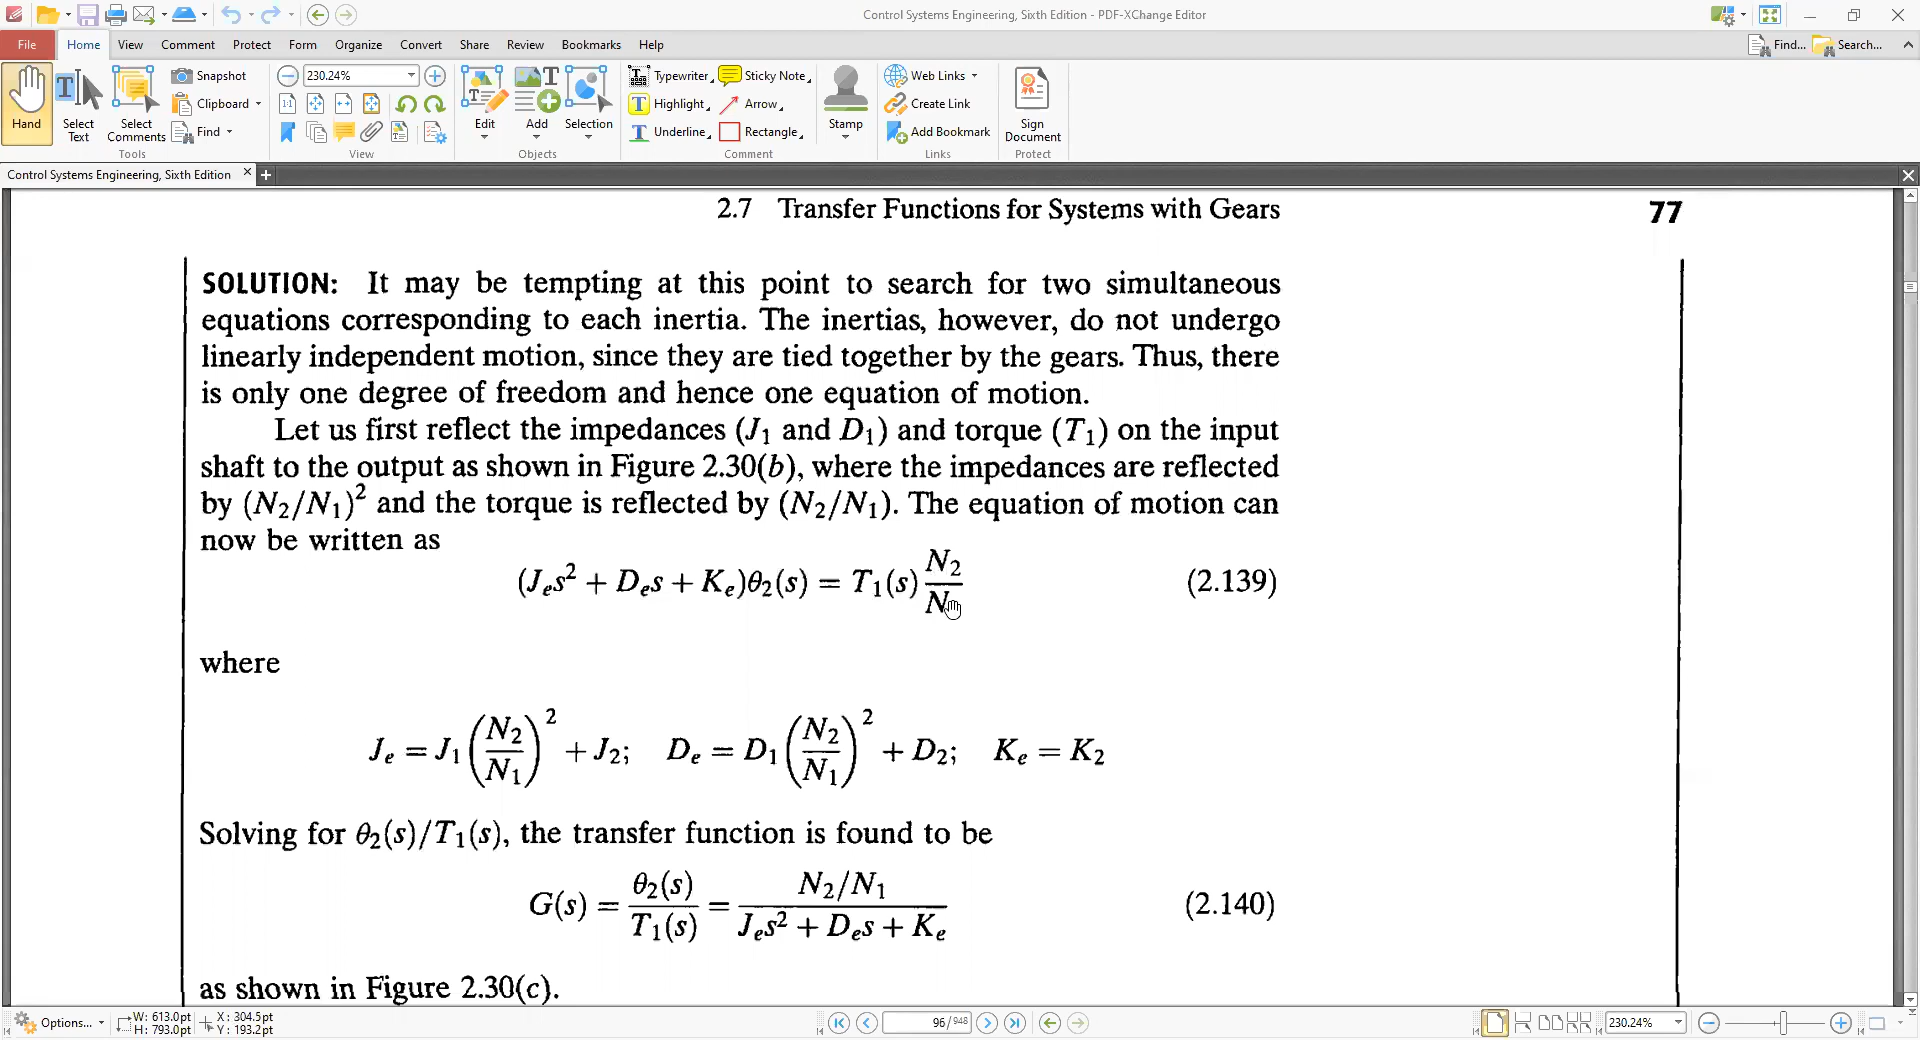 Control Systems Engineering, Sixth Edition - PDF-XChange Editor
File Home View Comment Protect Form Organize Convert Share Review Bookmarks Help Find... Search...
Hand
Select Text
Select Comments
Snapshot
Clipboard
Find
Tools
230.24%
1:1
View
Edit
Add
Selection
Objects
Typewriter
Highlight
Underline
Sticky Note
Arrow
Rectangle
Comment
Stamp
Web Links
Create Link
Add Bookmark
Links
Sign Document
Protect
Control Systems Engineering, Sixth Edition
2.7 Transfer Functions for Systems with Gears 77
SOLUTION: It may be tempting at this point to search for two simultaneous
equations corresponding to each inertia. The inertias, however, do not undergo
linearly independent motion, since they are tied together by the gears. Thus, there
is only one degree of freedom and hence one equation of motion.
Let us first reflect the impedances (J₁ and D₁) and torque (T₁) on the input
shaft to the output as shown in Figure 2.30(b), where the impedances are reflected
by (N₂/N₁)² and the torque is reflected by (N₂/N₁). The equation of motion can
now be written as
(Jₑs² + Dₑs + Kₑ)θ₂(s) = T₁(s) N₂/N (2.139)
where
Jₑ = J₁(N₂/N₁)² + J₂; Dₑ = D₁(N₂/N₁)² + D₂; Kₑ = K₂
Solving for θ₂(s)/T₁(s), the transfer function is found to be
G(s) = θ₂(s)/T₁(s) = (N₂/N₁)/(Jₑs² + Dₑs + Kₑ) (2.140)
as shown in Figure 2.30(c).
Options...
W: 613.0pt
H: 793.0pt
X: 304.5pt
Y: 193.2pt
96 / 948
230.24%